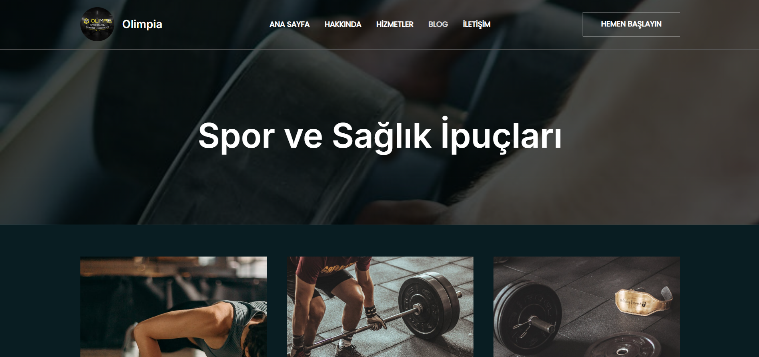 Olimpia
ANA SAYFA
HAKKINDA
HİZMETLER
BLOG
İLETİŞİM
HEMEN BAŞLAYIN
Spor ve Sağlık İpuçları